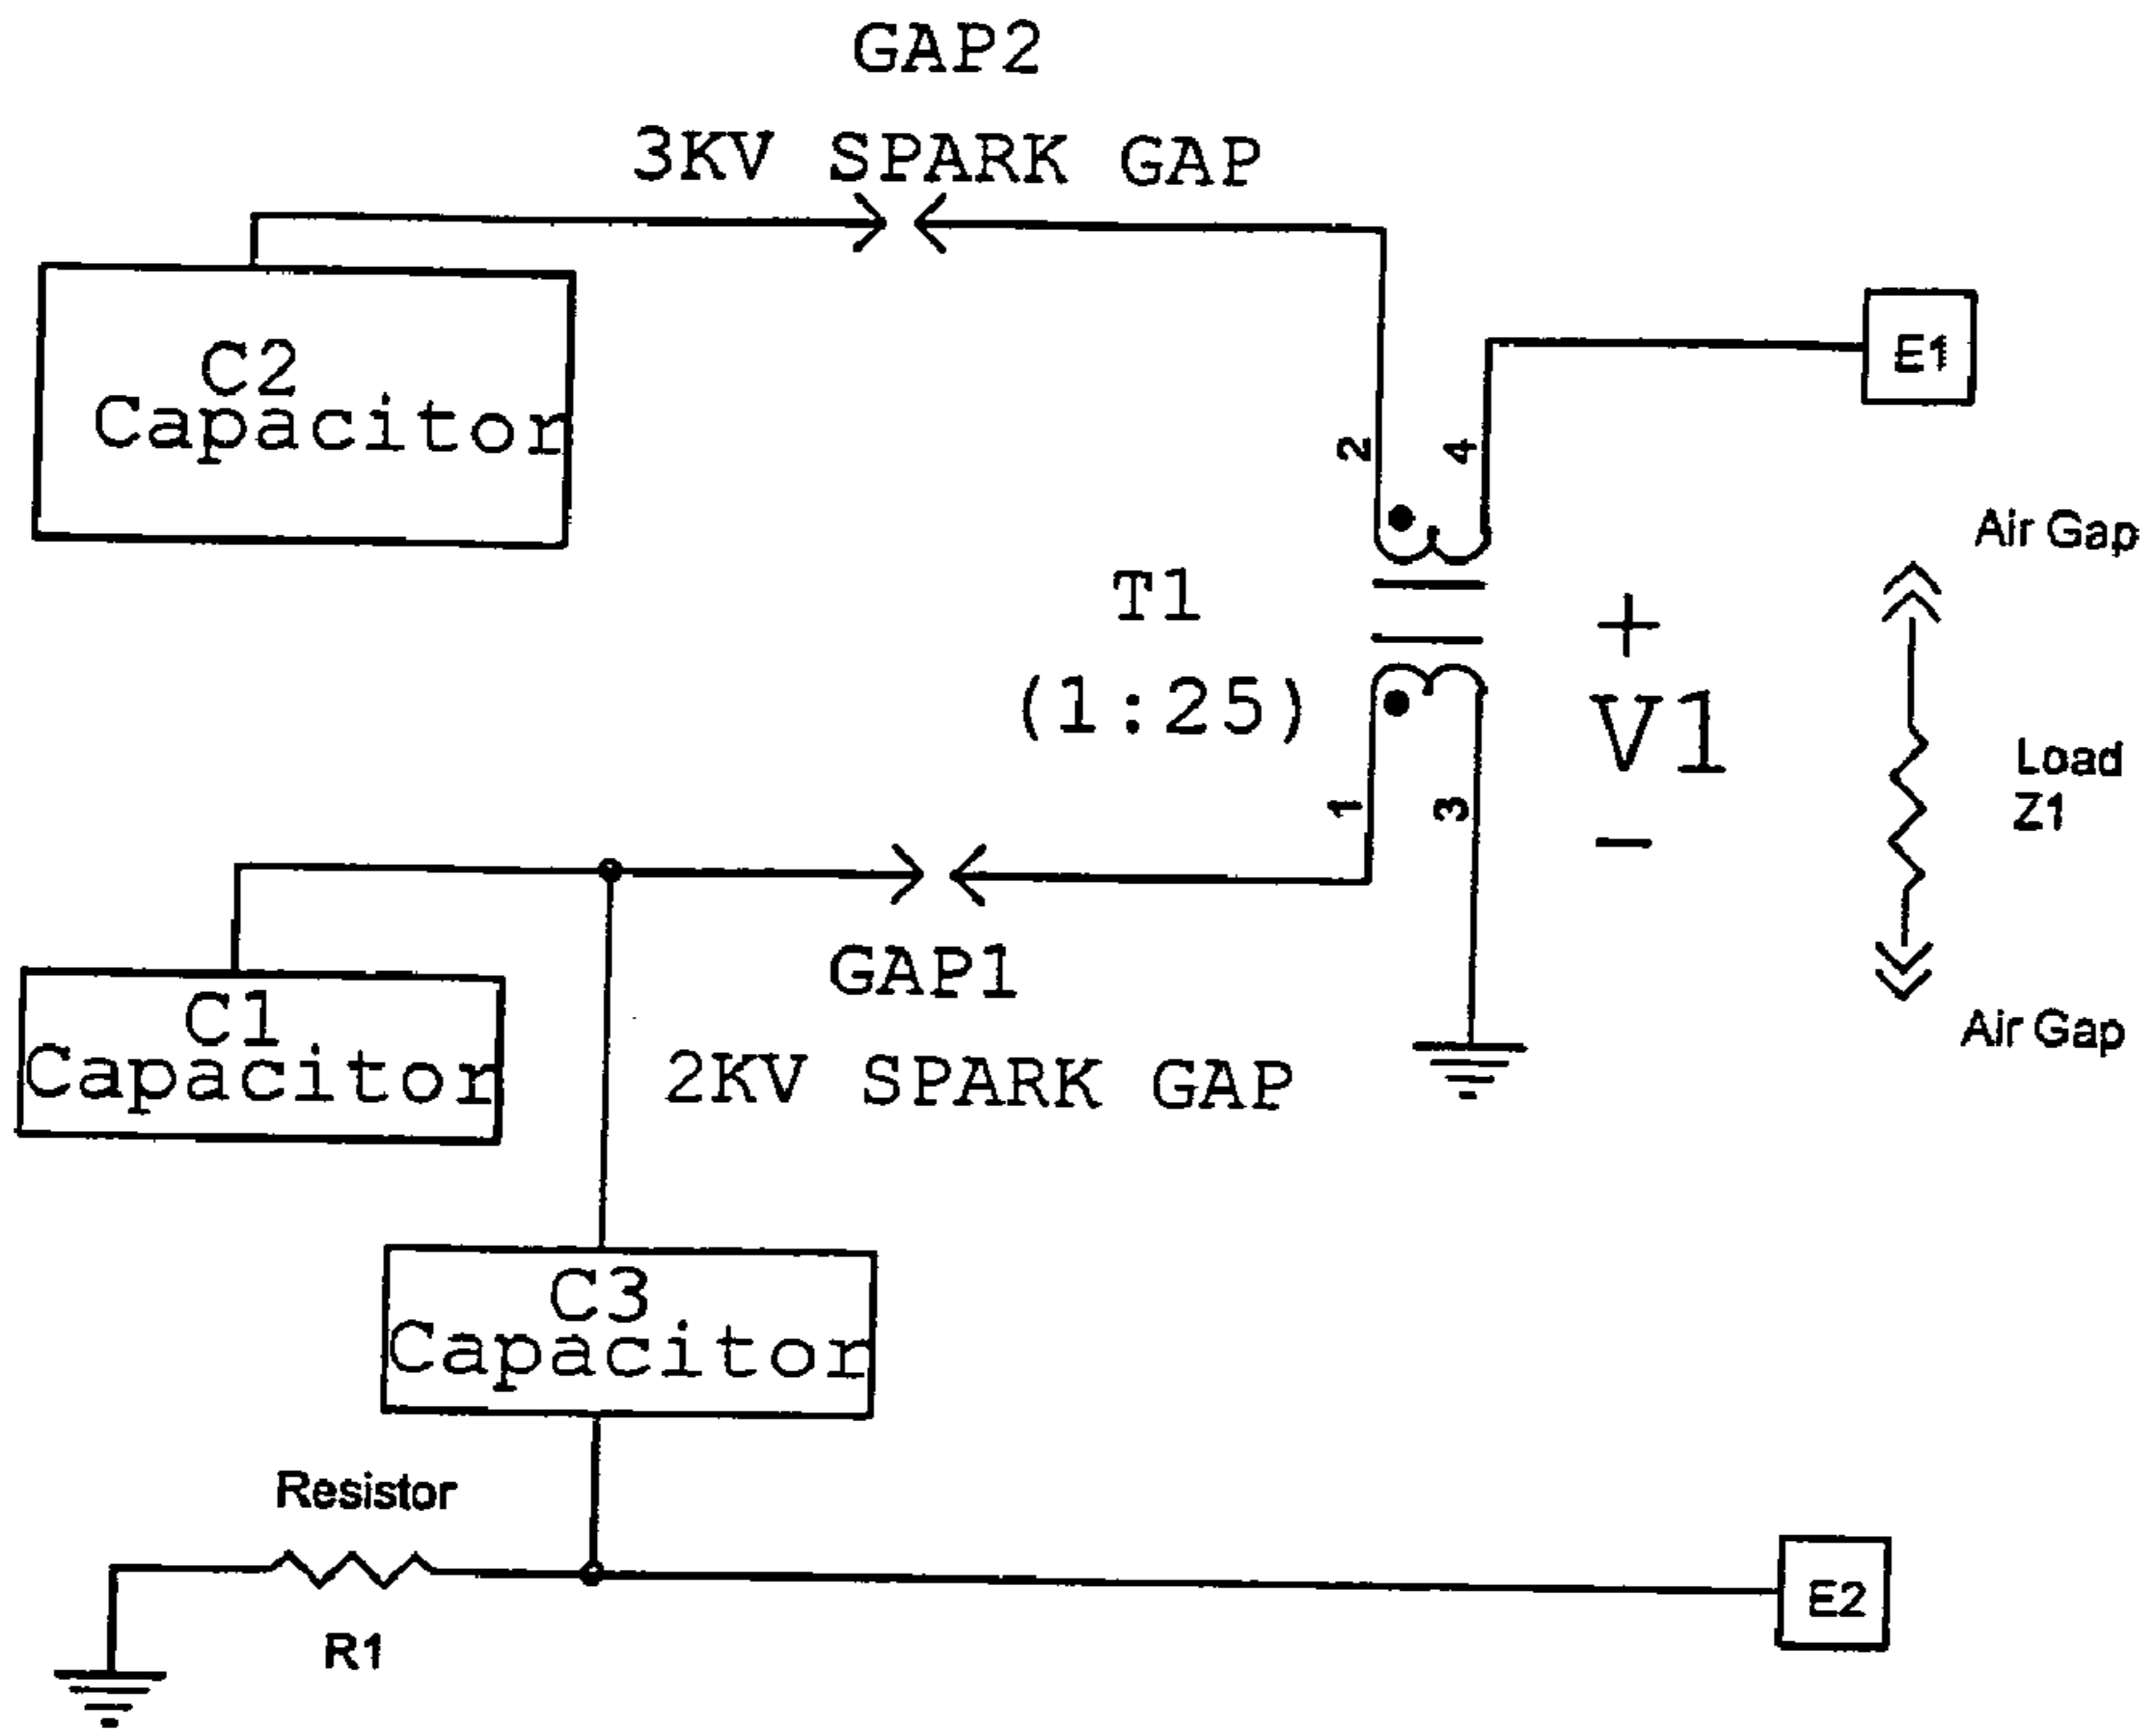 GAP2
3KV SPARK GAP
C2
Capacitor
E1
2
4
Air Gap
T1
(1:25)
+
V1
-
1
3
Load
Z1
GAP1
2KV SPARK GAP
C1
Capacitor
Air Gap
C3
Capacitor
Resistor
R1
E2